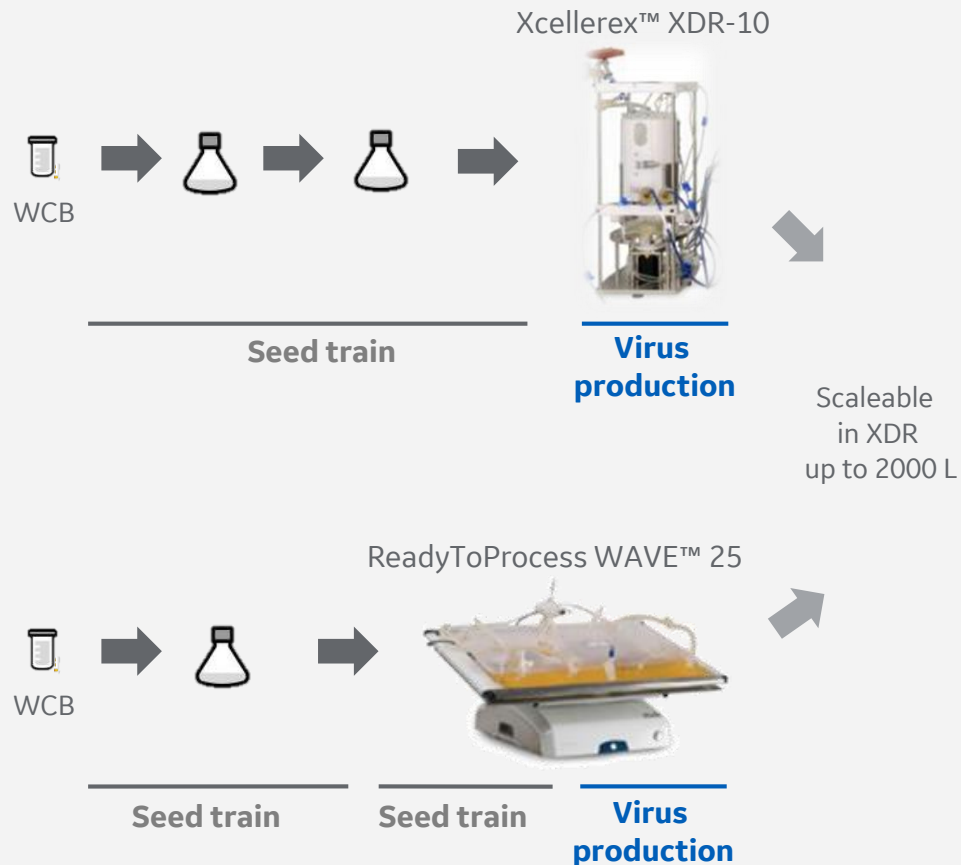 Xcellerex™ XDR-10
WCB
Seed train
Virus
production
Scaleable
in XDR
up to 2000 L
ReadyToProcess WAVE™ 25
WCB
Seed train
Seed train
Virus
production